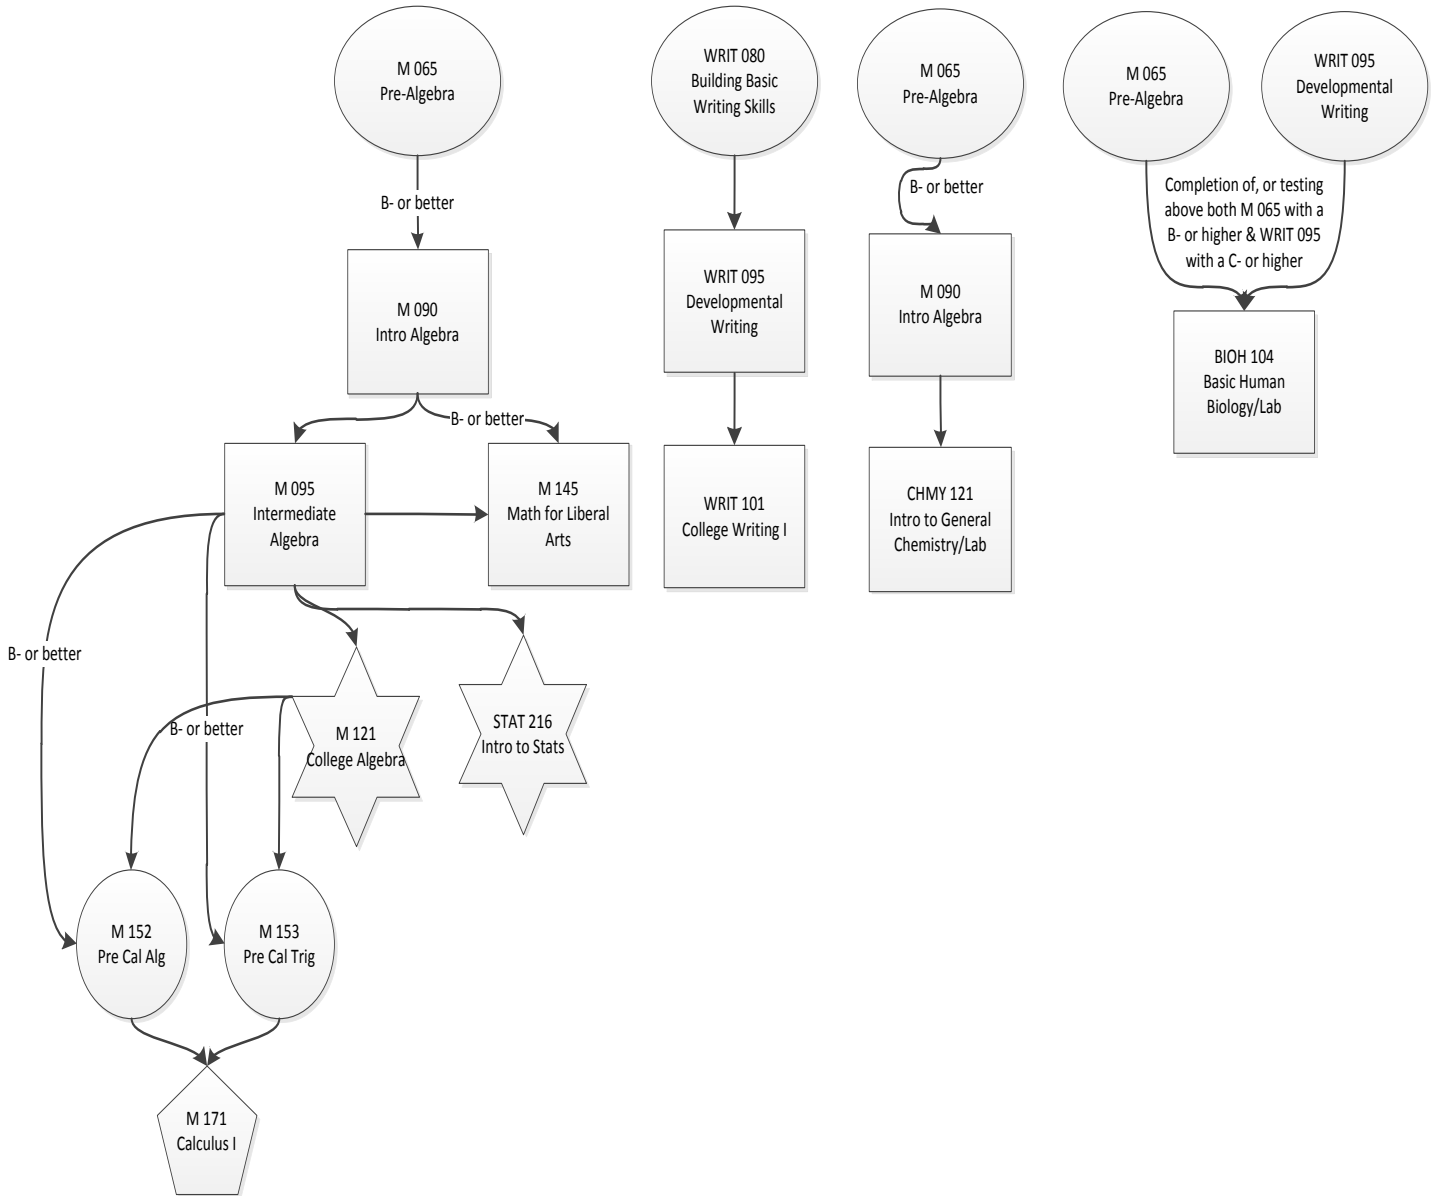 M 065
Pre-Algebra
B- or better
M 090
Intro Algebra
B- or better
M 095
Intermediate
Algebra
M 145
Math for Liberal
Arts
B- or better
B- or better
M 121
College Algebra
STAT 216
Intro to Stats
M 152
Pre Cal Alg
M 153
Pre Cal Trig
M 171
Calculus I
WRIT 080
Building Basic
Writing Skills
WRIT 095
Developmental
Writing
WRIT 101
College Writing I
M 065
Pre-Algebra
B- or better
M 090
Intro Algebra
CHMY 121
Intro to General
Chemistry/Lab
M 065
Pre-Algebra
WRIT 095
Developmental
Writing
Completion of, or testing
above both M 065 with a
B- or higher & WRIT 095
with a C- or higher
BIOH 104
Basic Human
Biology/Lab